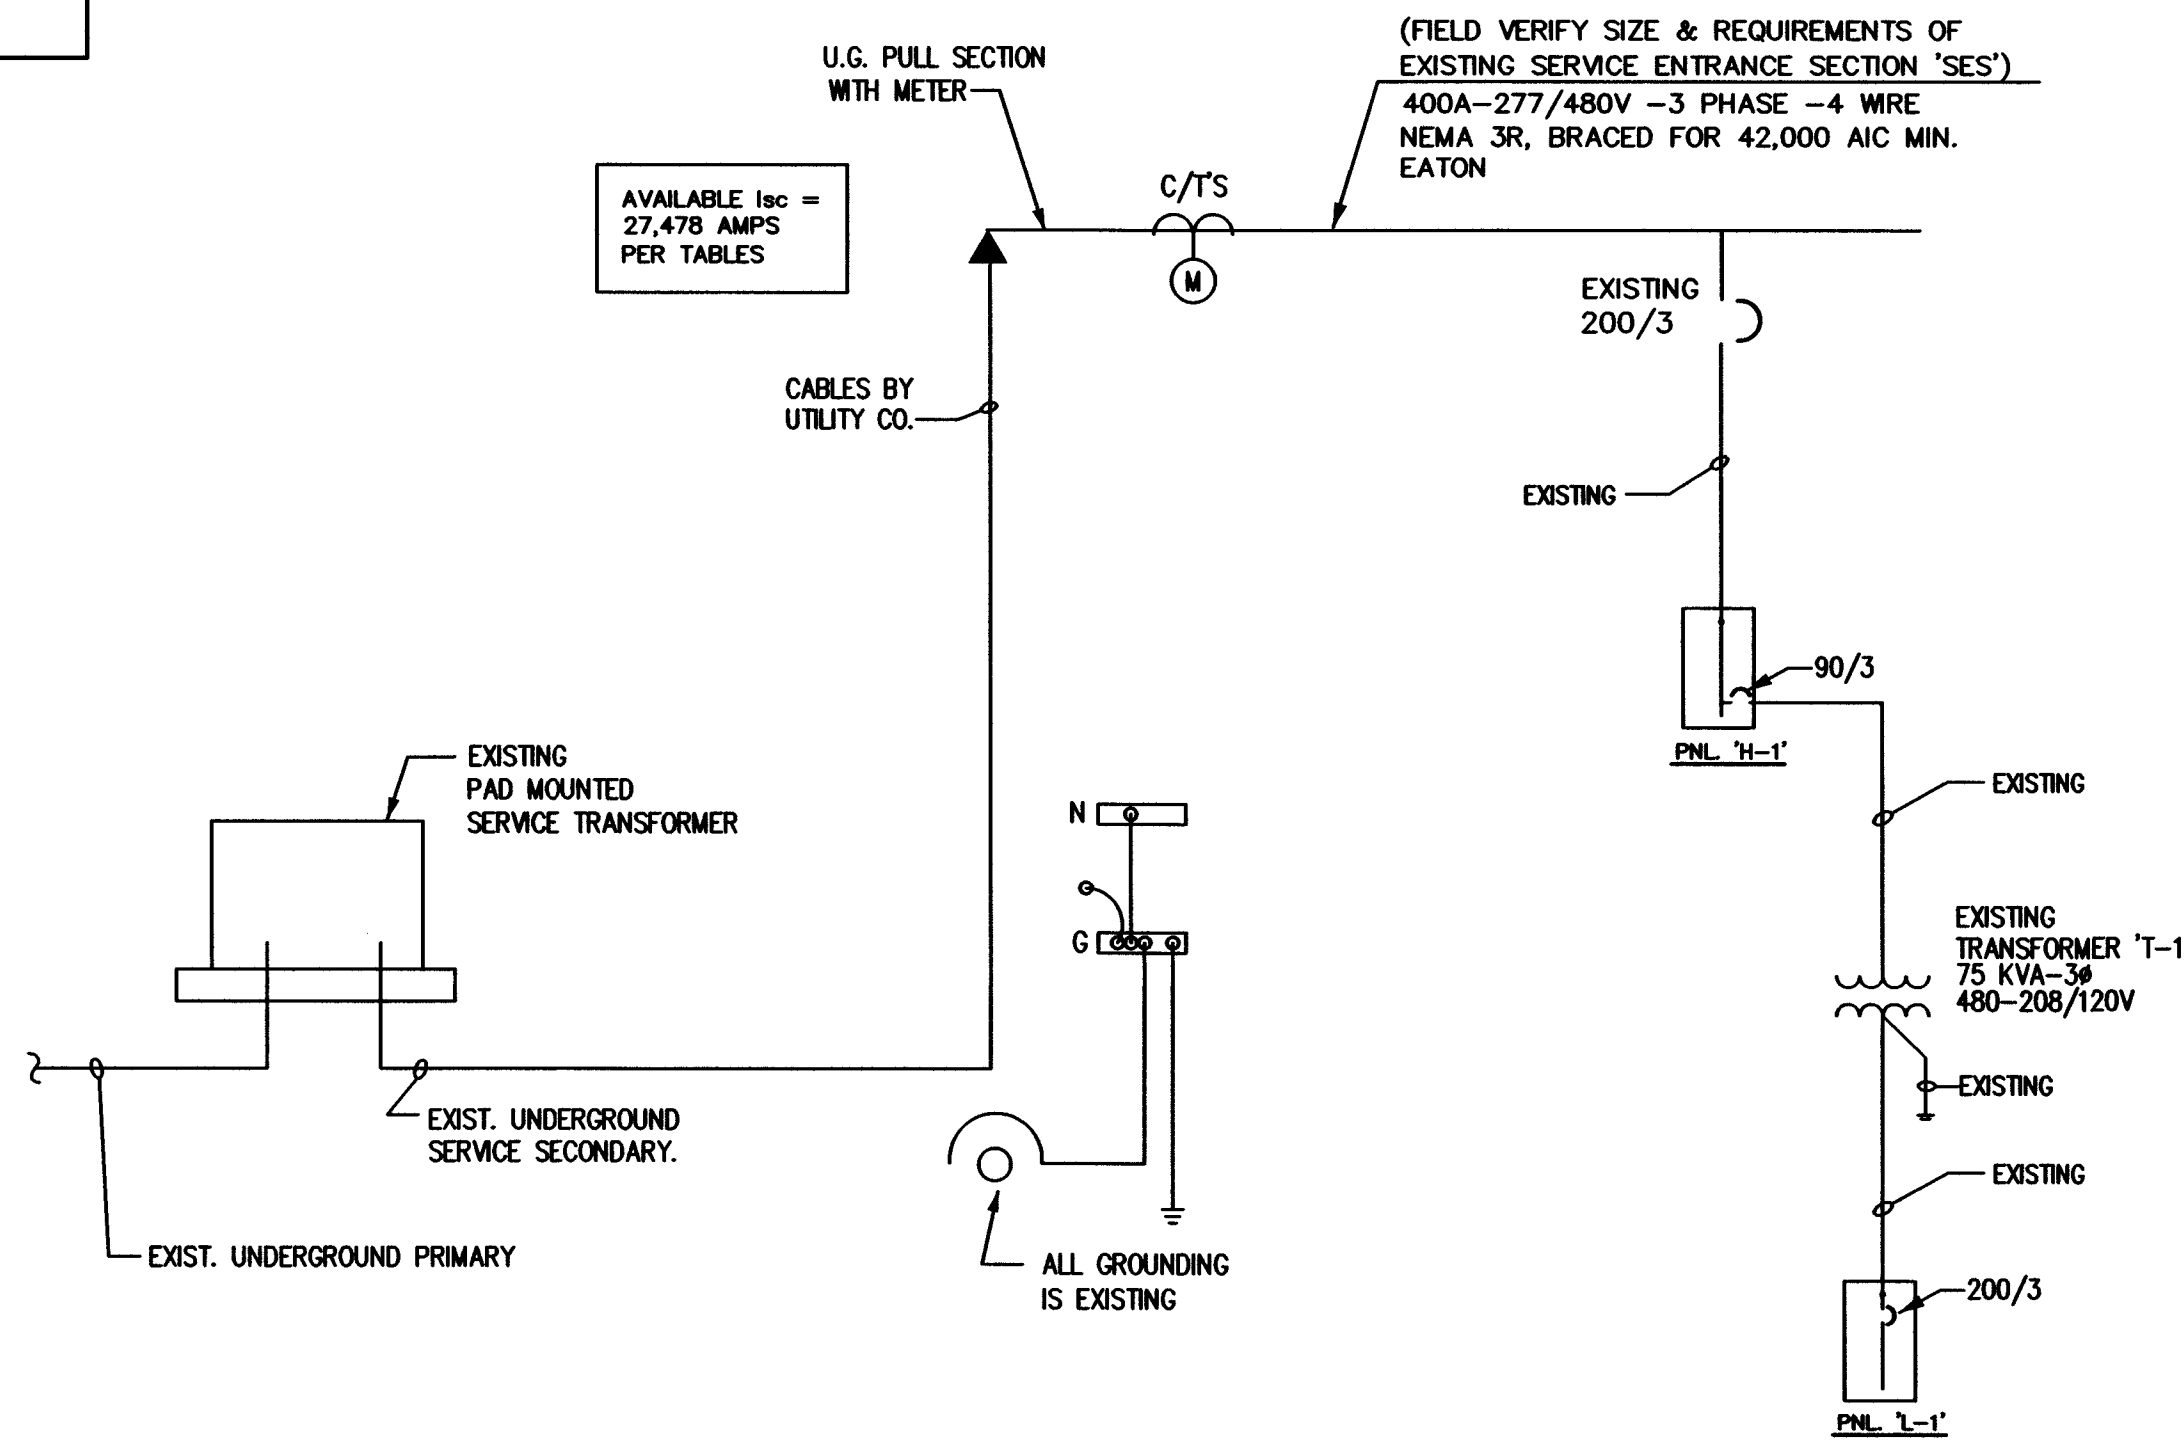 (FIELD VERIFY SIZE & REQUIREMENTS OF
EXISTING SERVICE ENTRANCE SECTION 'SES')
400A-277/480V -3 PHASE -4 WIRE
NEMA 3R, BRACED FOR 42,000 AIC MIN.
EATON
U.G. PULL SECTION
WITH METER
AVAILABLE Isc =
27,478 AMPS
PER TABLES
C/T'S
M
EXISTING
200/3
CABLES BY
UTILITY CO.
EXISTING
90/3
PNL. 'H-1'
EXISTING
PAD MOUNTED
SERVICE TRANSFORMER
N
G
EXISTING
EXISTING
TRANSFORMER 'T-1
75 KVA-3ø
480-208/120V
EXISTING
EXIST. UNDERGROUND
SERVICE SECONDARY.
EXISTING
EXIST. UNDERGROUND PRIMARY
ALL GROUNDING
IS EXISTING
200/3
PNL. 'L-1'